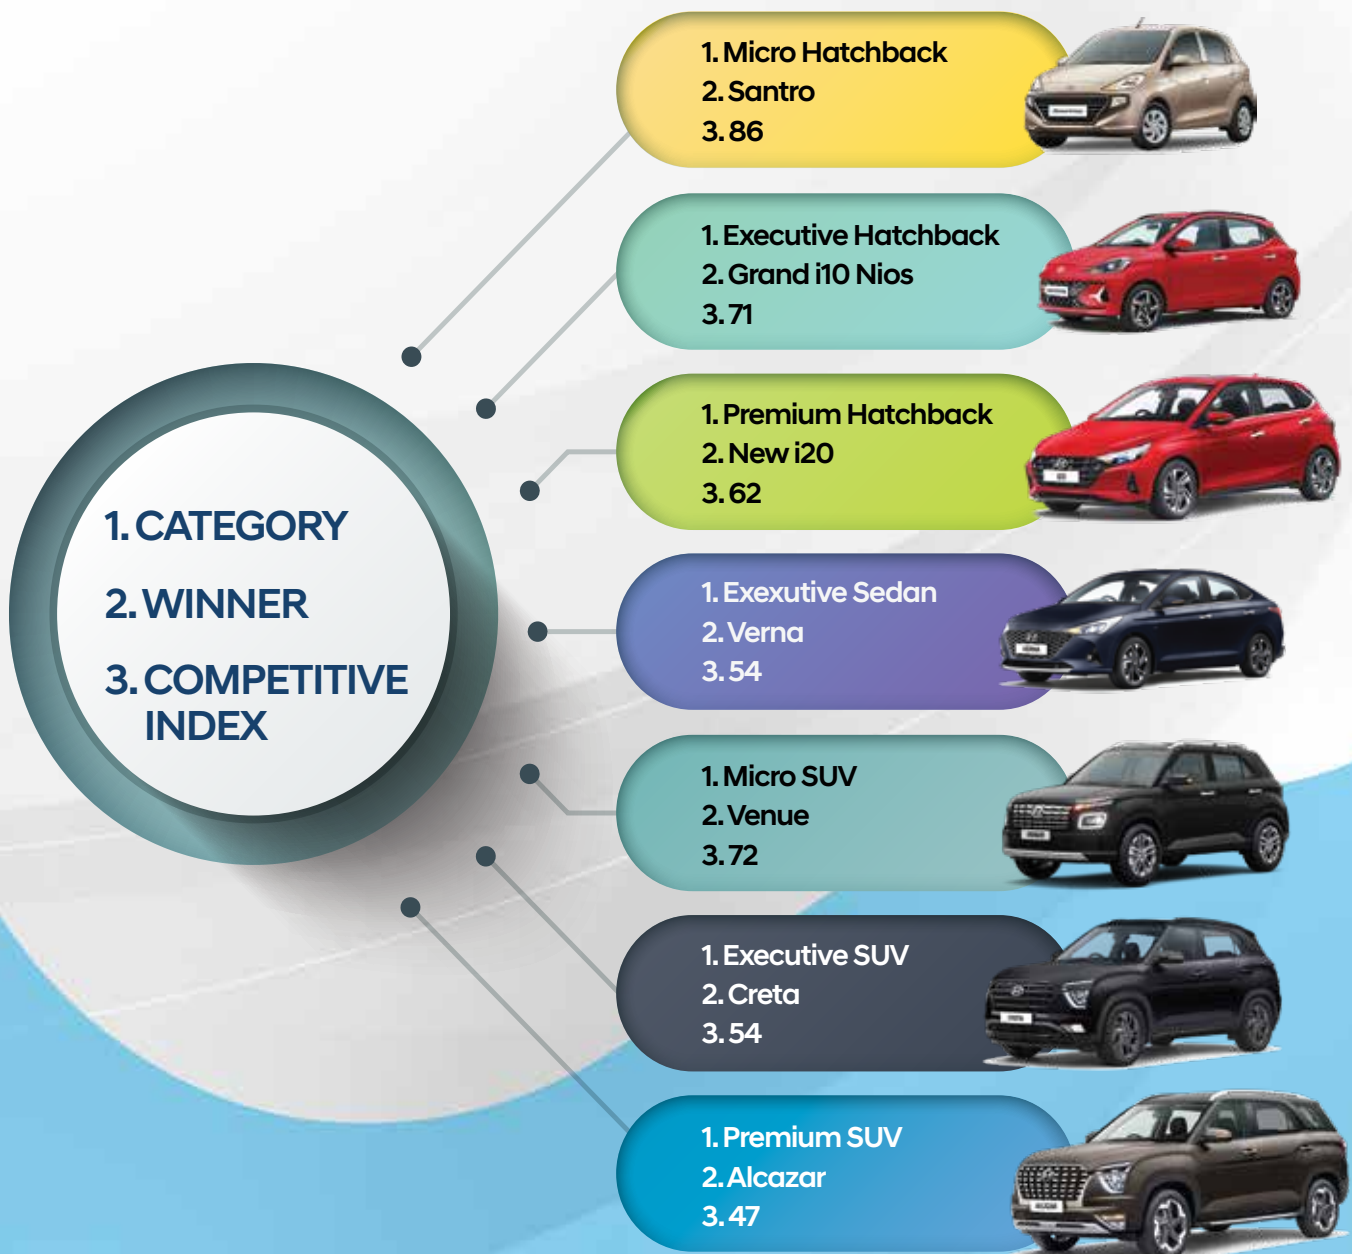 1. CATEGORY
2. WINNER
3. COMPETITIVE
INDEX
1. Micro Hatchback
2. Santro
3. 86
1. Executive Hatchback
2. Grand i10 Nios
3. 71
1. Premium Hatchback
2. New i20
3. 62
1. Exexutive Sedan
2. Verna
3. 54
1. Micro SUV
2. Venue
3. 72
1. Executive SUV
2. Creta
3. 54
1. Premium SUV
2. Alcazar
3. 47